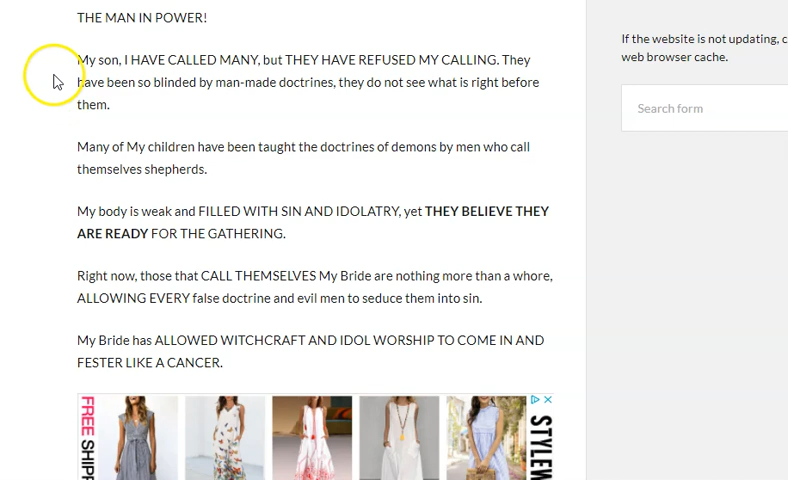 THE MAN IN POWER!
My son, I HAVE CALLED MANY, but THEY HAVE REFUSED MY CALLING. They
have been so blinded by man-made doctrines, they do not see what is right before
them.
Many of My children have been taught the doctrines of demons by men who call
themselves shepherds.
My body is weak and FILLED WITH SIN AND IDOLATRY, yet THEY BELIEVE THEY
ARE READY FOR THE GATHERING.
Right now, those that CALL THEMSELVES My Bride are nothing more than a whore,
ALLOWING EVERY false doctrine and evil men to seduce them into sin.
My Bride has ALLOWED WITCHCRAFT AND IDOL WORSHIP TO COME IN AND
FESTER LIKE A CANCER.
FREE SHIPP
STYLEW
If the website is not updating, c
web browser cache.
Search form